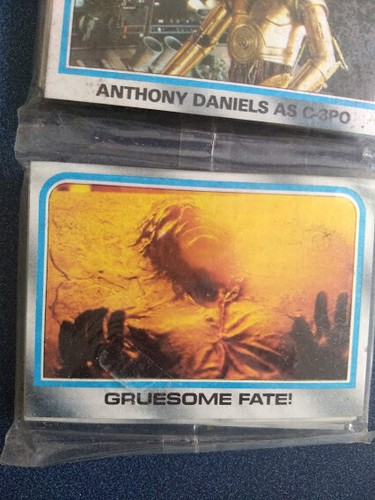 ANTHONY DANIELS AS C-3PO
GRUESOME FATE!